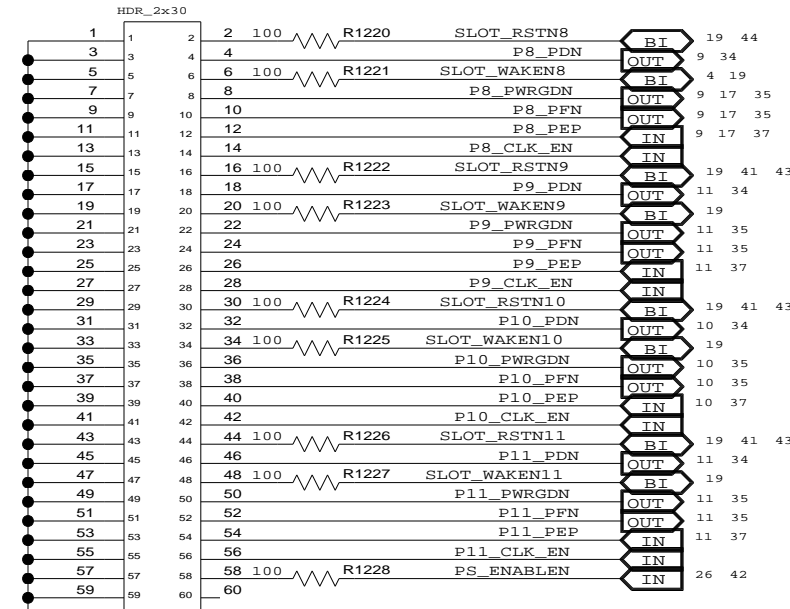 HDR_2x30
1 1 2 2 100 R1220 SLOT_RSTN8 BI 19 44
3 3 4 4 P8_PDN OUT 9 34
5 5 6 6 100 R1221 SLOT_WAKEN8 BI 4 19
7 7 8 8 P8_PWRGDN OUT 9 17 35
9 9 10 10 P8_PFN OUT 9 17 35
11 11 12 12 P8_PEP IN 9 17 37
13 13 14 14 P8_CLK_EN IN
15 15 16 16 100 R1222 SLOT_RSTN9 BI 19 41 43
17 17 18 18 P9_PDN OUT 11 34
19 19 20 20 100 R1223 SLOT_WAKEN9 BI 19
21 21 22 22 P9_PWRGDN OUT 11 35
23 23 24 24 P9_PFN OUT 11 35
25 25 26 26 P9_PEP IN 11 37
27 27 28 28 P9_CLK_EN IN
29 29 30 30 100 R1224 SLOT_RSTN10 BI 19 41 43
31 31 32 32 P10_PDN OUT 10 34
33 33 34 34 100 R1225 SLOT_WAKEN10 BI 19
35 35 36 36 P10_PWRGDN OUT 10 35
37 37 38 38 P10_PFN OUT 10 35
39 39 40 40 P10_PEP IN 10 37
41 41 42 42 P10_CLK_EN IN
43 43 44 44 100 R1226 SLOT_RSTN11 BI 19 41 43
45 45 46 46 P11_PDN OUT 11 34
47 47 48 48 100 R1227 SLOT_WAKEN11 BI 19
49 49 50 50 P11_PWRGDN OUT 11 35
51 51 52 52 P11_PFN OUT 11 35
53 53 54 54 P11_PEP IN 11 37
55 55 56 56 P11_CLK_EN IN
57 57 58 58 100 R1228 PS_ENABLEN IN 26 42
59 59 60 60